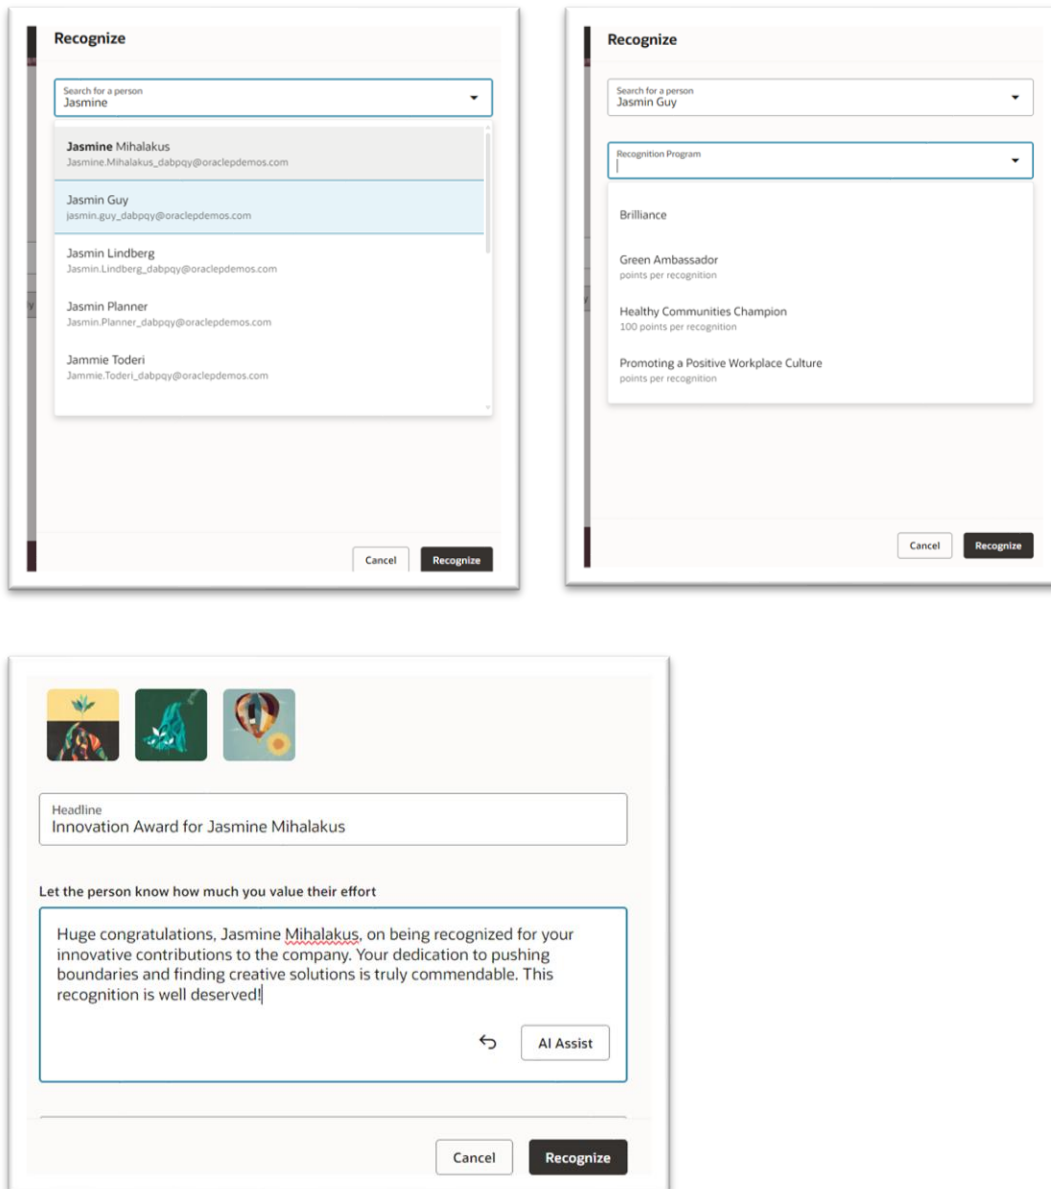 Recognize
Search for a person
Jasmine
Jasmine Mihalakus
Jasmine.Mihalakus_dabpqy@oraclepdemos.com
Jasmin Guy
jasmin.guy_dabpqy@oraclepdemos.com
Jasmin Lindberg
Jasmin.Lindberg_dabpqy@oraclepdemos.com
Jasmin Planner
Jasmin.Planner_dabpqy@oraclepdemos.com
Jammie Toderi
Jammie.Toderi_dabpqy@oraclepdemos.com
Cancel
Recognize
Recognize
Search for a person
Jasmin Guy
Recognition Program
Brilliance
Green Ambassador
points per recognition
Healthy Communities Champion
100 points per recognition
Promoting a Positive Workplace Culture
points per recognition
Cancel
Recognize
Headline
Innovation Award for Jasmine Mihalakus
Let the person know how much you value their effort
Huge congratulations, Jasmine Mihalakus, on being recognized for your
innovative contributions to the company. Your dedication to pushing
boundaries and finding creative solutions is truly commendable. This
recognition is well deserved!
AI Assist
Cancel
Recognize